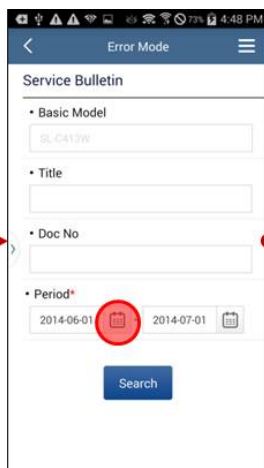 73% 4:48 PM
Error Mode
Service Bulletin
• Basic Model
SL-C413W
• Title
• Doc No
• Period*
2014-06-01 - 2014-07-01
Search